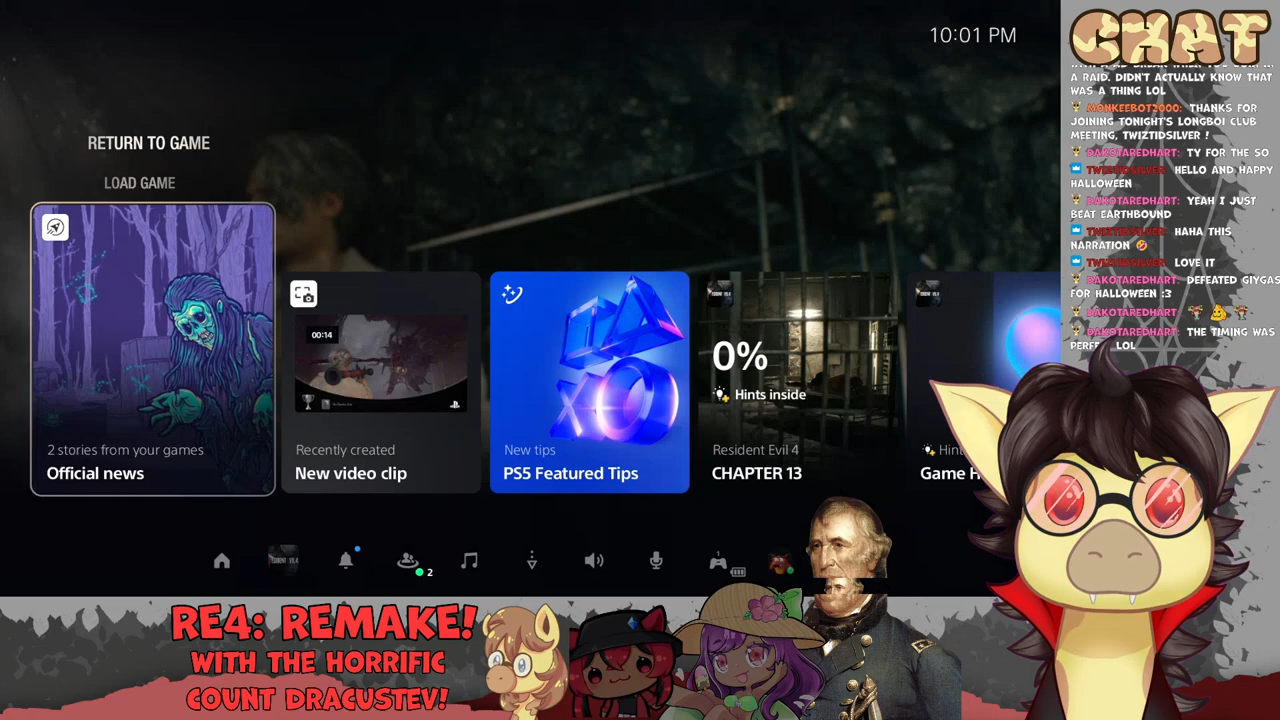 10:01 PM
RETURN TO GAME
LOAD GAME
2 stories from your games
Official news
00:14
Recently created
New video clip
New tips
PS5 Featured Tips
0%
Hints inside
Resident Evil 4
CHAPTER 13
Hint
Game H
2
1
RE4: REMAKE!
WITH THE HORRIFIC
COUNT DRACUSTEV!
CHAT
A RAID. DIDN'T ACTUALLY KNOW THAT
WAS A THING LOL
MONKEEBOT2000: THANKS FOR
JOINING TONIGHT'S LONGBOI CLUB
MEETING, TWIZTIDSILVER !
DAKOTAREDHART: TY FOR THE SO
TWIZTIDSILVER: HELLO AND HAPPY
HALLOWEEN
DAKOTAREDHART: YEAH I JUST
BEAT EARTHBOUND
TWIZTIDSILVER: HAHA THIS
NARRATION
TWIZTIDSILVER: LOVE IT
DAKOTAREDHART: DEFEATED GIYGAS
FOR HALLOWEEN :3
DAKOTAREDHART
DAKOTAREDHART: THE TIMING WAS
LOL